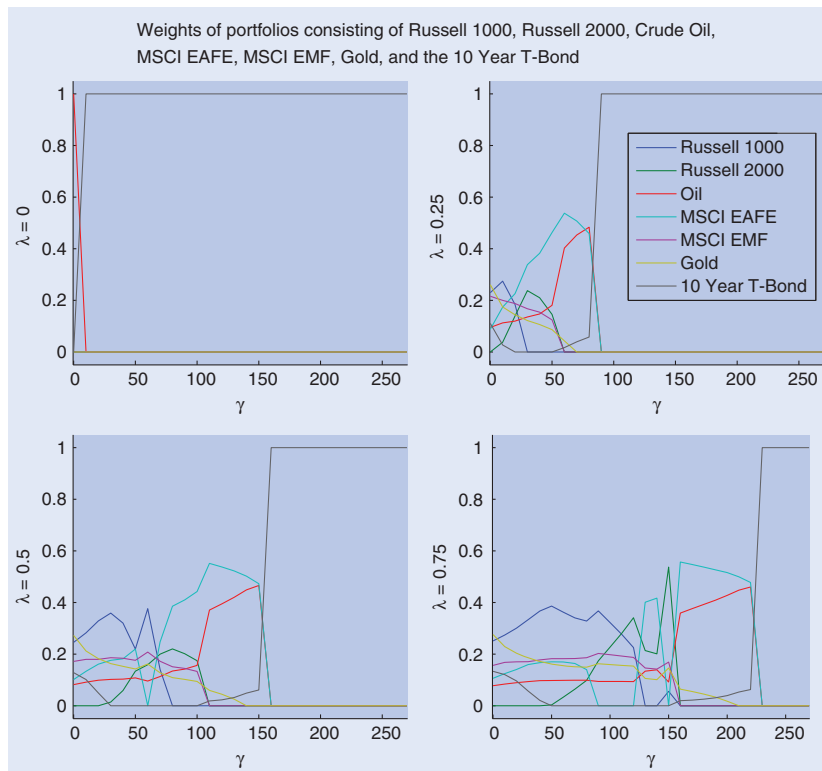 Weights of portfolios consisting of Russell 1000, Russell 2000, Crude Oil,
MSCI EAFE, MSCI EMF, Gold, and the 10 Year T-Bond
1
0.8
0.6
0.4
0.2
0
λ = 0
0 50 100 150 200 250
γ
1
0.8
0.6
0.4
0.2
0
λ = 0.25
Russell 1000
Russell 2000
Oil
MSCI EAFE
MSCI EMF
Gold
10 Year T-Bond
0 50 100 150 200 250
γ
1
0.8
0.6
0.4
0.2
0
λ = 0.5
0 50 100 150 200 250
γ
1
0.8
0.6
0.4
0.2
0
λ = 0.75
0 50 100 150 200 250
γ